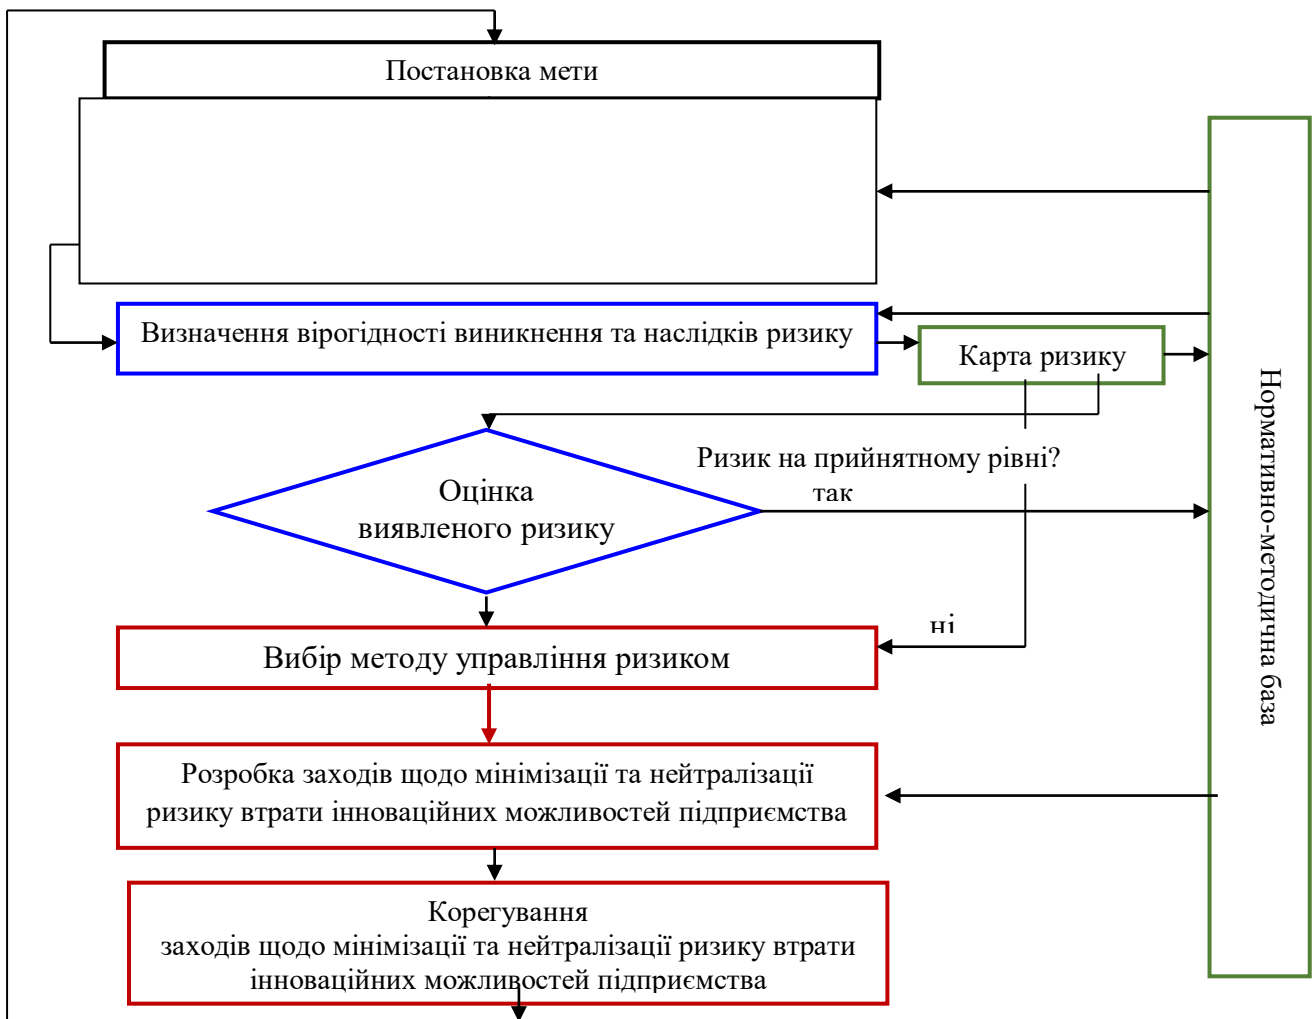 Постановка мети
Визначення вірогідності виникнення та наслідків ризику
Карта ризику
Ризик на прийнятному рівні?
так
Оцінка
виявленого ризику
ні
Вибір методу управління ризиком
Розробка заходів щодо мінімізації та нейтралізації
ризику втрати інноваційних можливостей підприємства
Корегування
заходів щодо мінімізації та нейтралізації ризику втрати
інноваційних можливостей підприємства
Нормативно-методична база